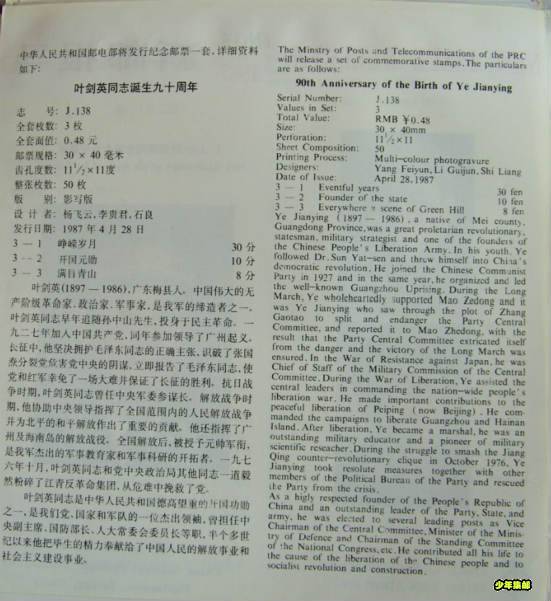 中华人民共和国邮电部将发行纪念邮票一套,详细资料
如下:
叶剑英同志诞生九十周年
志 号: J.138
全套枚数: 3 枚
全套面值: 0.48 元
邮票规格: 30 × 40 毫米
齿孔度数: 11½×11度
整张枚数: 50 枚
版 别: 影写版
设 计 者: 杨飞云,李贵君,石良
发行日期: 1987 年 4 月 28 日
3 — 1 峥嵘岁月 30 分
3 — 2 开国元勋 10 分
3 — 3 满目青山 8 分
叶剑英(1897 — 1986),广东梅县人。中国伟大的无
产阶级革命家、政治家、军事家,是我军的缔造者之一。
叶剑英同志早年追随孙中山先生,投身于民主革命。一
九二七年加入中国共产党,同年参加领导了广州起义。
长征中,他坚决拥护毛泽东同志的正确主张,识破了张国
焘分裂党危害党中央的阴谋,立即报告了毛泽东同志,使
党和红军幸免了一场大难并保证了长征的胜利。抗日战
争时期,叶剑英同志曾任中央军委参谋长。解放战争时
期,他协助中央领导指挥了全国范围内的人民解放战争
并为北平的和平解放作出了重要的贡献。他还指挥了广
州及海南岛的解放战役。全国解放后,被授予元帅军衔,
是我军杰出的军事教育家和军事科研的开拓者。一九七
六年十月,叶剑英同志和党中央政治局其他同志一道毅
然粉碎了江青反革命集团,从危难中挽救了党。
叶剑英同志是中华人民共和国德高望重的开国功勋
之一,是我们党、国家和军队的一位杰出领袖,曾担任中
央副主席、国防部长、人大常委会委员长等职,半个多世
纪以来他把毕生的精力奉献给了中国人民的解放事业和
社会主义建设事业。
The Minstry of Posts and Telecommunications of the PRC
will release a set of commemorative stamps. The particulars
are as follows:
90th Anniversary of the Birth of Ye Jianying
Serial Number: J.138
Values in Set: 3
Total Value: RMB ¥0.48
Size: 30 × 40mm
Perforation: 11½×11
Sheet Composition: 50
Printing Process: Multi-colour photogravure
Designers: Yang Feiyun, Li Guijun, Shi Liang
Date of Issue: April 28, 1987
3 — 1 Eventful years 30 fen
3 — 2 Founder of the state 10 fen
3 — 3 Everywhere a scene of Green Hill 8 fen
Ye Jianying (1897 — 1986), a native of Mei county,
Guangdong Province, was a great proletarian revolutionary,
statesman, military strategist and one of the founders of
the Chinese People's Liberation Army. In his youth, Ye
followed Dr. Sun Yat-sen and threw himself into China's
democratic revolution. He joined the Chinese Communist
Party in 1927 and in the same year, he organized and led
the well-known Guangzhou Uprising. During the Long
March, Ye wholeheartedly supported Mao Zedong and it
was Ye Jianying who saw through the plot of Zhang
Gaotao to split and endanger the Party Central
Committee, and reported it to Mao Zhedong, with the
result that the Party Central Committee extricated itself
from the danger and the victory of the Long March was
ensured. In the War of Resistance against Japan, he was
Chief of Staff of the Military Commission of the Central
Committee. During the War of Liberation, Ye assisted the
central leaders in commanding the nation-wide people's
liberation war. He made important contributions to the
peaceful liberation of Peiping (now Beijing). He com-
manded the campaigns to liberate Guangzhou and Hainan
Island. After liberation, Ye became a marshal, he was an
outstanding military educator and a pioneer of military
scientific reseacher. During the struggle to smash the Jiang
Qing counter-revolutionary clique in October 1976, Ye
Jianying took resolute measures together with other
members of the Political Bureau of the Party and rescued
the Party from the crisis.
As a higly respected founder of the People's Republic of
China and an outstanding leader of the Party, State, and
army, he was elected to several leading posts as Vice
Chairman of the Central Committee, Minister of the Minis-
try of Defence and Chairman of the Standing Committee
of the National Congress, etc. He contributed all his life to
the cause of the liberation of the Chinese people and to
socialist revolution and construction.
少年集邮